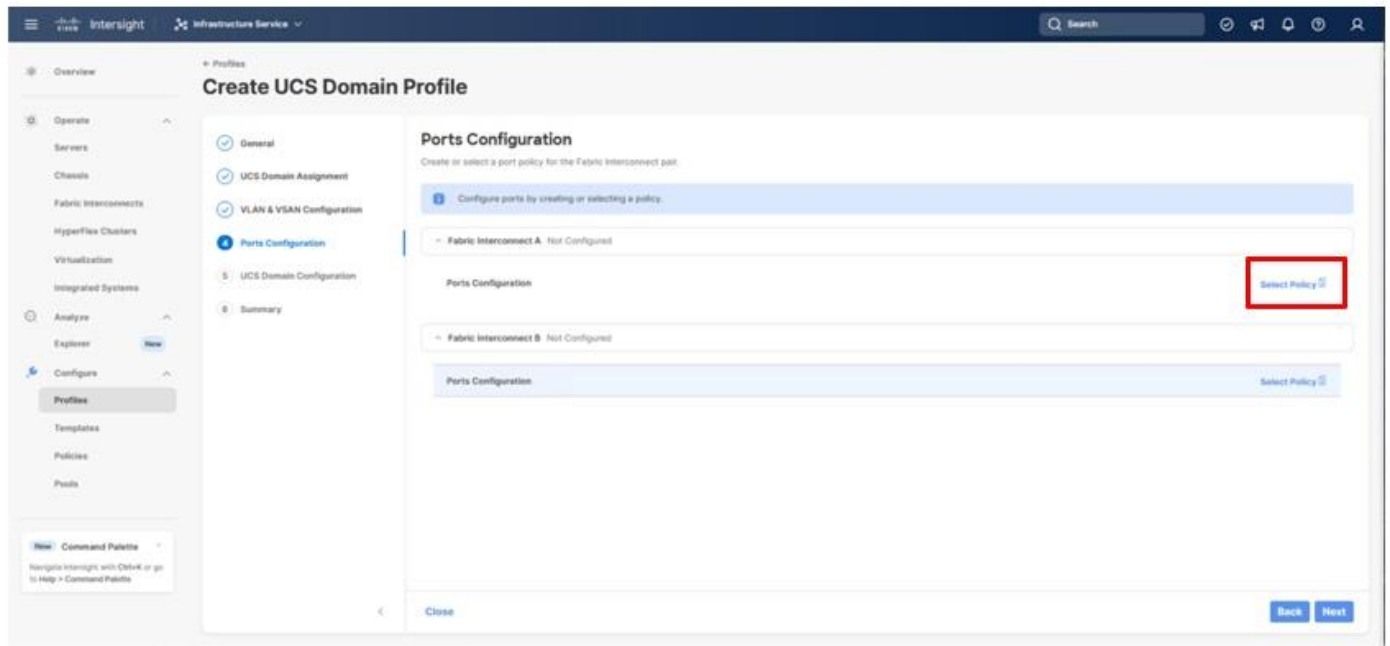 CISCO Intersight
Infrastructure Service
Search
Overview
Operate
Servers
Chassis
Fabric Interconnects
HyperFlex Clusters
Virtualization
Integrated Systems
Analyze
Explorer New
Configure
Profiles
Templates
Policies
Pools
New Command Palette
Navigate Intersight with Ctrl+K or go
to Help > Command Palette
← Profiles
Create UCS Domain Profile
General
UCS Domain Assignment
VLAN & VSAN Configuration
4 Ports Configuration
5 UCS Domain Configuration
6 Summary
Ports Configuration
Create or select a port policy for the Fabric Interconnect pair.
Configure ports by creating or selecting a policy.
Fabric Interconnect A Not Configured
Ports Configuration Select Policy
Fabric Interconnect B Not Configured
Ports Configuration Select Policy
Close Back Next